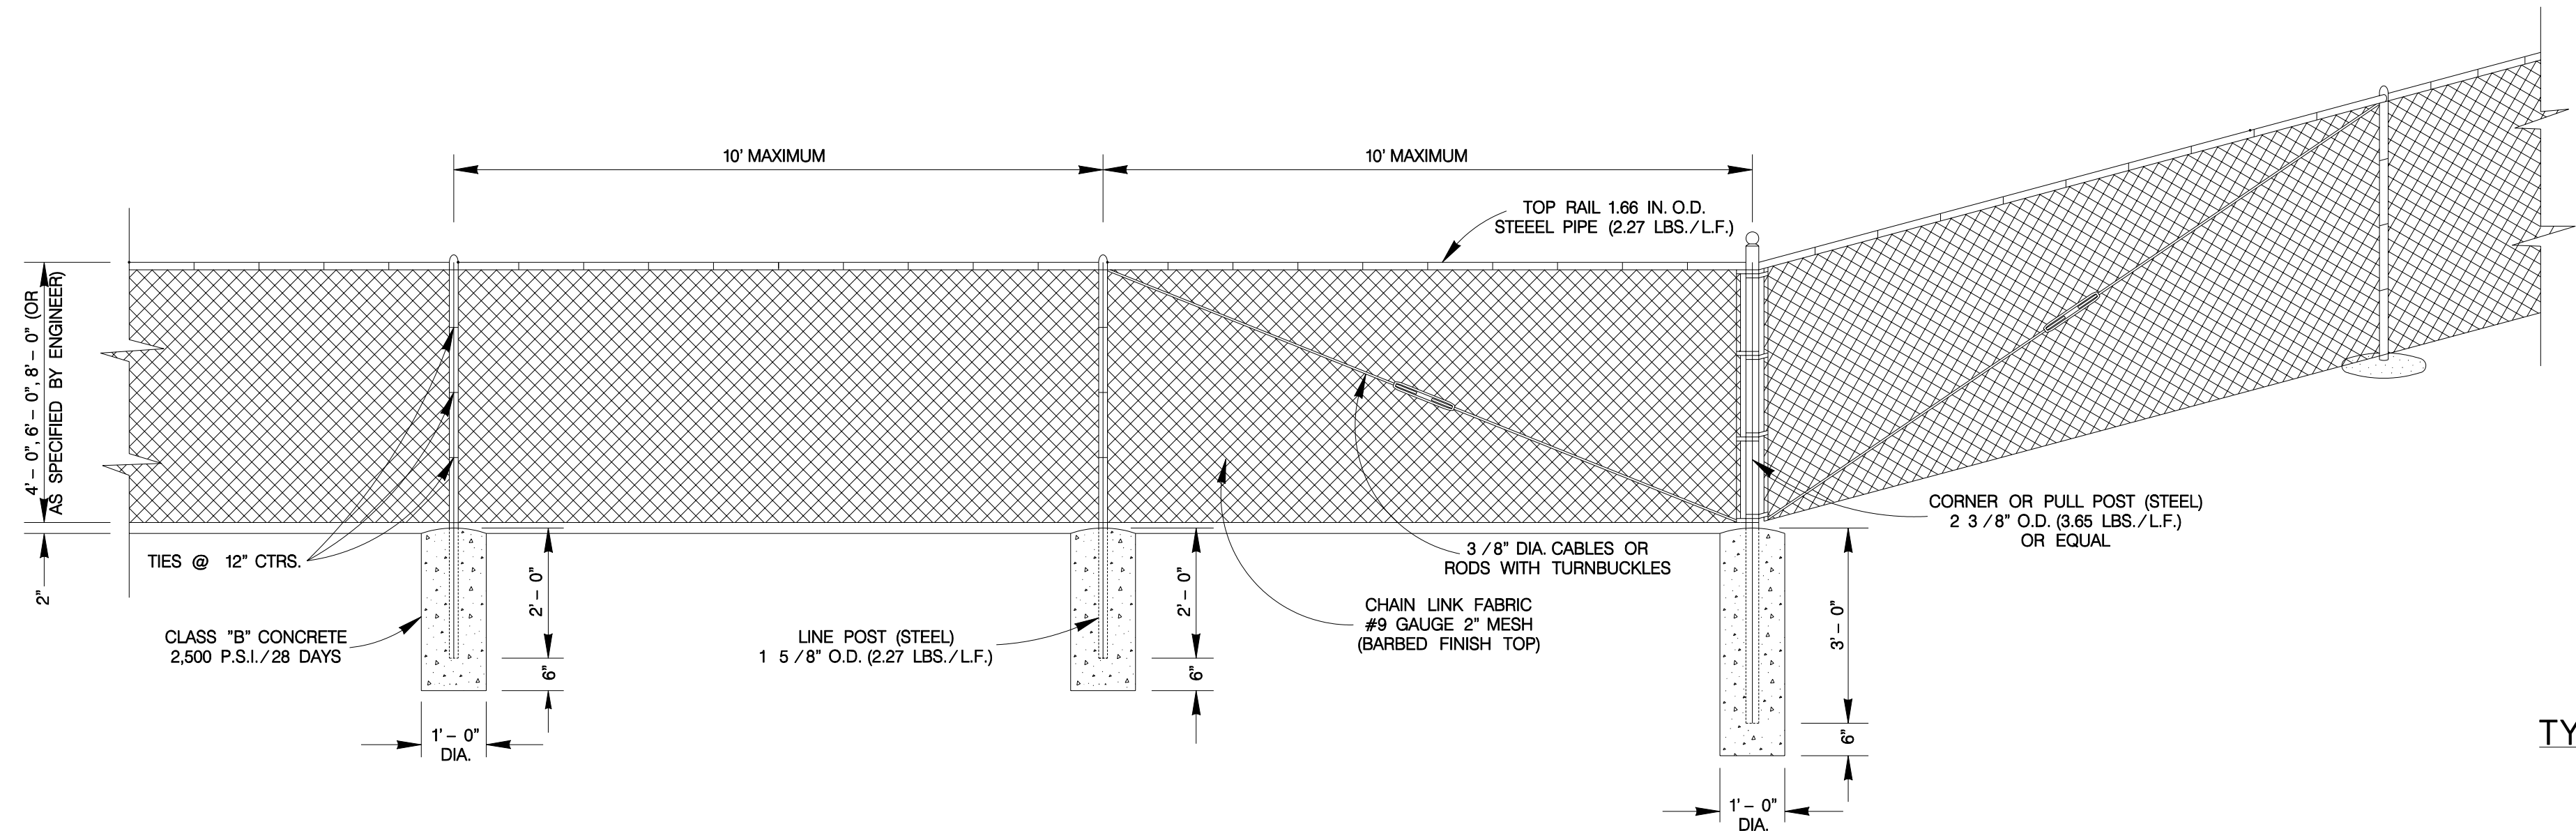 10' MAXIMUM
10' MAXIMUM
TOP RAIL 1.66 IN. O.D.
STEEEL PIPE (2.27 LBS./L.F.)
4'-0", 6'-0", 8'-0" (OR
AS SPECIFIED BY ENGINEER)
2"
TIES @ 12" CTRS.
CLASS "B" CONCRETE
2,500 P.S.I./28 DAYS
2'-0"
6"
1'-0"
DIA.
LINE POST (STEEL)
1 5/8" O.D. (2.27 LBS./L.F.)
2'-0"
6"
3/8" DIA. CABLES OR
RODS WITH TURNBUCKLES
CHAIN LINK FABRIC
#9 GAUGE 2" MESH
(BARBED FINISH TOP)
CORNER OR PULL POST (STEEL)
2 3/8" O.D. (3.65 LBS./L.F.)
OR EQUAL
3'-0"
6"
1'-0"
DIA.
TY